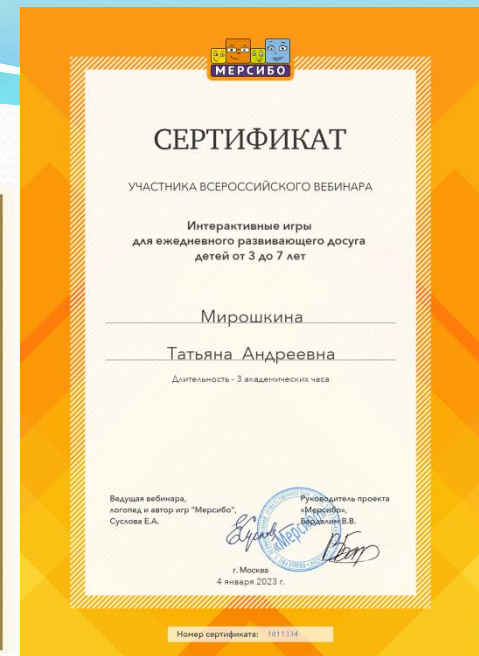 МЕРСИБО
СЕРТИФИКАТ
УЧАСТНИКА ВСЕРОССИЙСКОГО ВЕБИНАРА
Интерактивные игры
для ежедневного развивающего досуга
детей от 3 до 7 лет
Мирошкина
Татьяна Андреевна
Длительность - 3 академических часа
Ведущая вебинара,
логопед и автор игр "Мерсибо",
Суслова Е.А.
Руководитель проекта
«Мерсибо»,
В.В.
«Мерсибо»
г. Москва
4 января 2023 г.
Номер сертификата: 1811334